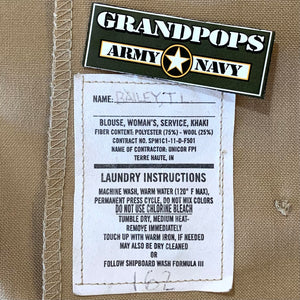 GRANDPOPS
ARMY NAVY
NAME: BAILEY, T L
BLOUSE, WOMAN'S, SERVICE, KHAKI
FIBER CONTENT: POLYESTER (75%) - WOOL (25%)
CONTRACT NO. SPM1C1-11-D-F501
NAME OF CONTRACTOR: UNICOR FPI
TERRE HAUTE, IN
LAUNDRY INSTRUCTIONS
MACHINE WASH, WARM WATER (120° F MAX),
PERMANENT PRESS CYCLE, DO NOT MIX COLORS
DO NOT USE CHLORINE BLEACH
TUMBLE DRY, MEDIUM HEAT-
REMOVE IMMEDIATELY
TOUCH UP WITH WARM IRON, IF NEEDED
MAY ALSO BE DRY CLEANED
OR
FOLLOW SHIPBOARD WASH FORMULA III
162